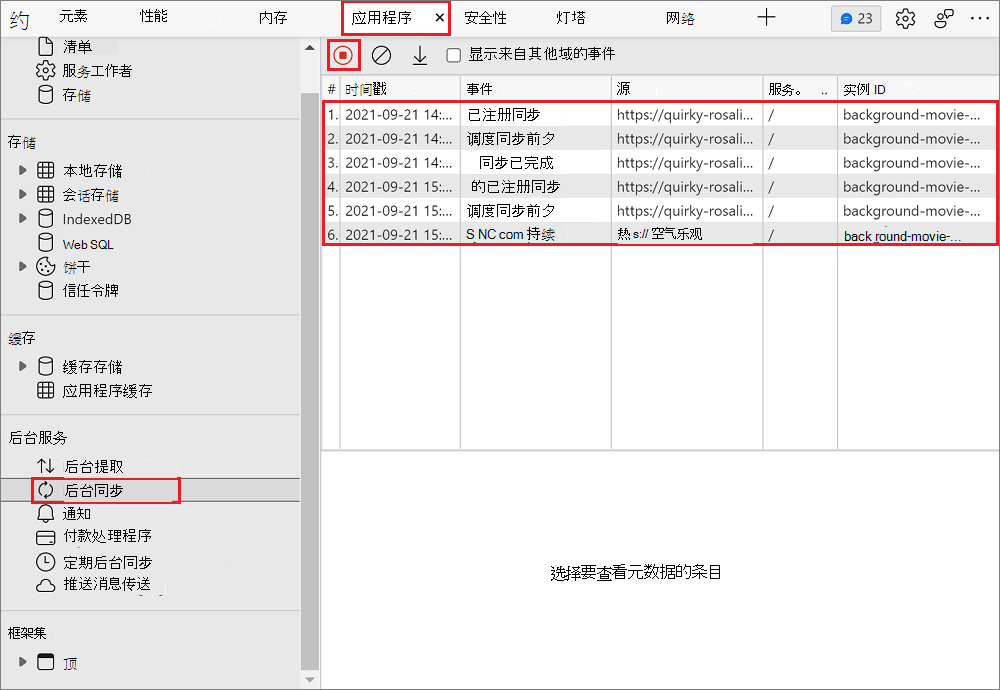 约 元素 性能 内存 应用程序 × 安全性 灯塔 网络 23 ...
清单
服务工作者
存储
存储
本地存储
会话存储
IndexedDB
Web SQL
饼干
信任令牌
缓存
缓存存储
应用程序缓存
后台服务
后台提取
后台同步
通知
付款处理程序
定期后台同步
推送消息传送
框架集
顶
显示来自其他域的事件
# 时间戳 事件 源 服务。 .. 实例 ID
1. 2021-09-21 14:... 已注册同步 https://quirky-rosali... / background-movie-...
2. 2021-09-21 14:... 调度同步前夕 https://quirky-rosali... / background-movie-...
3. 2021-09-21 14:... 同步已完成 https://quirky-rosali... / background-movie-...
4. 2021-09-21 15:... 的已注册同步 https://quirky-rosali... / background-movie-...
5. 2021-09-21 15:... 调度同步前夕 https://quirky-rosali... / background-movie-...
6. 2021-09-21 15:... S NC com 持续 热 s:// 空气乐观 / back round-movie-...
选择要查看元数据的条目